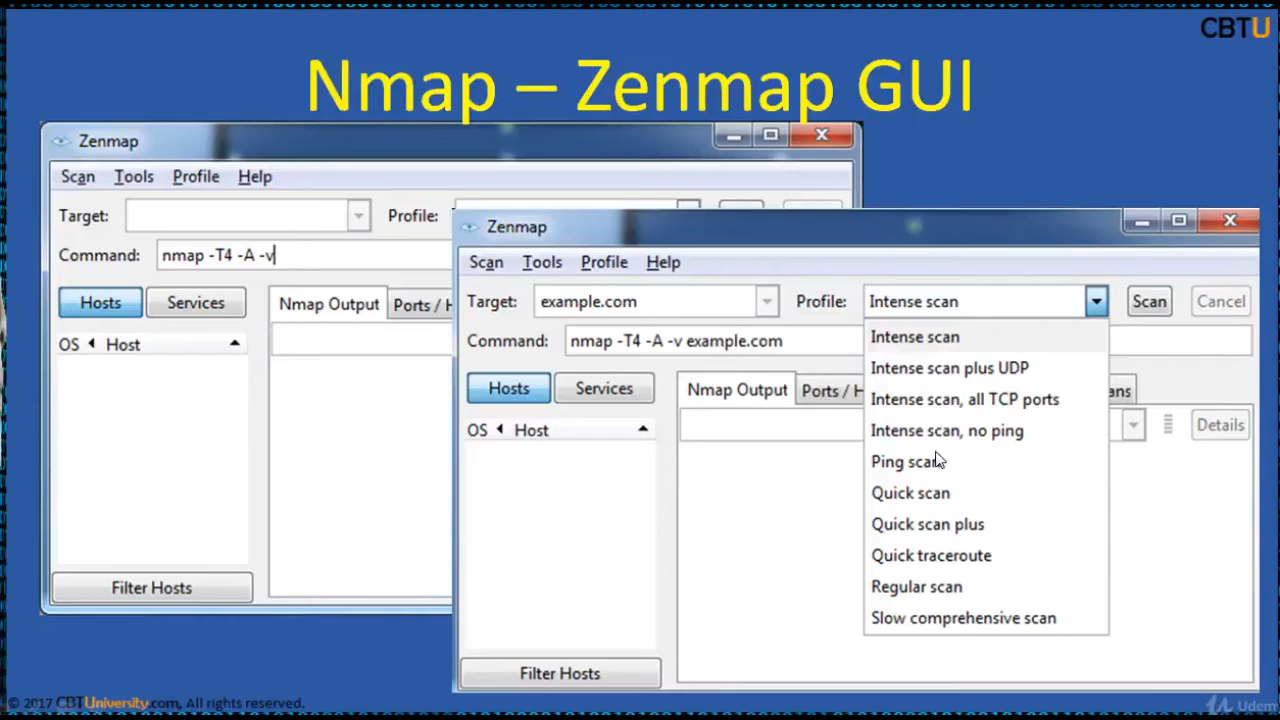 CBTU
Nmap – Zenmap GUI
Zenmap
Scan Tools Profile Help
Target: Profile:
Command: nmap -T4 -A -v
Hosts Services Nmap Output Ports / H
OS Host
Filter Hosts
Zenmap
Scan Tools Profile Help
Target: example.com Profile: Intense scan Scan Cancel
Command: nmap -T4 -A -v example.com
Hosts Services Nmap Output Ports / H ans
OS Host Details
Intense scan
Intense scan plus UDP
Intense scan, all TCP ports
Intense scan, no ping
Ping scan
Quick scan
Quick scan plus
Quick traceroute
Regular scan
Slow comprehensive scan
Filter Hosts
© 2017 CBTUniversity.com, All rights reserved.
Udem